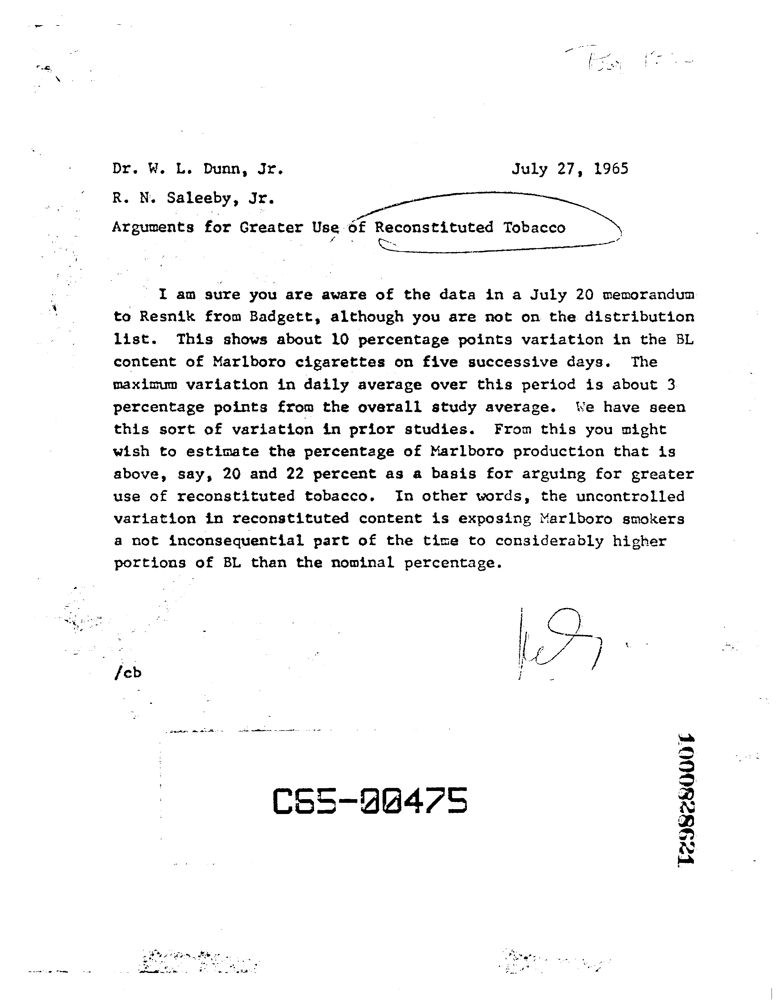 Dr. W. L. Dunn, Jr. July 27, 1965
R. N. Saleeby, Jr.
Arguments for Greater Use of Reconstituted Tobacco
I am sure you are aware of the data in a July 20 memorandum
to Resnik from Badgett, although you are not on the distribution
list. This shows about 10 percentage points variation in the BL
content of Marlboro cigarettes on five successive days. The
maximum variation in daily average over this period is about 3
percentage points from the overall study average. We have seen
this sort of variation in prior studies. From this you might
wish to estimate the percentage of Marlboro production that is
above, say, 20 and 22 percent as a basis for arguing for greater
use of reconstituted tobacco. In other words, the uncontrolled
variation in reconstituted content is exposing Marlboro smokers
a not inconsequential part of the time to considerably higher
portions of BL than the nominal percentage.
/cb
CS5-00475
1000828621